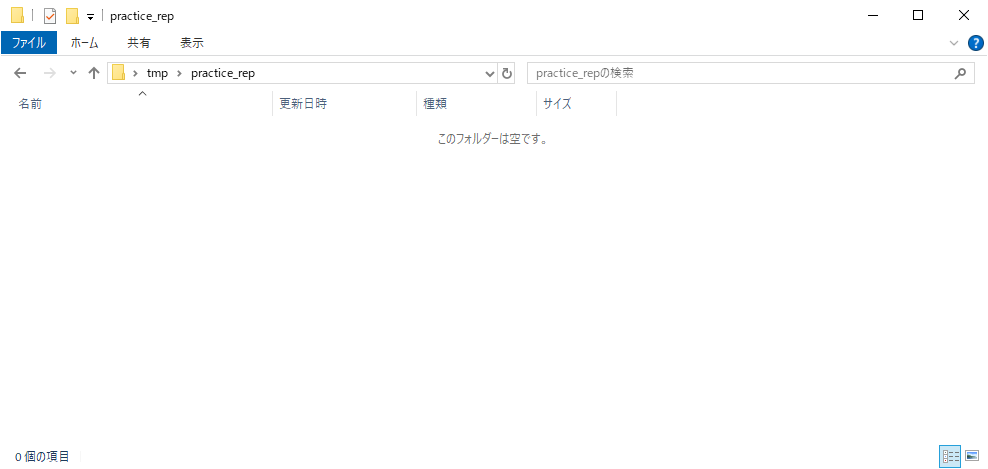 practice_rep
ファイル ホーム 共有 表示
tmp practice_rep practice_repの検索
名前 更新日時 種類 サイズ
このフォルダーは空です。
0 個の項目